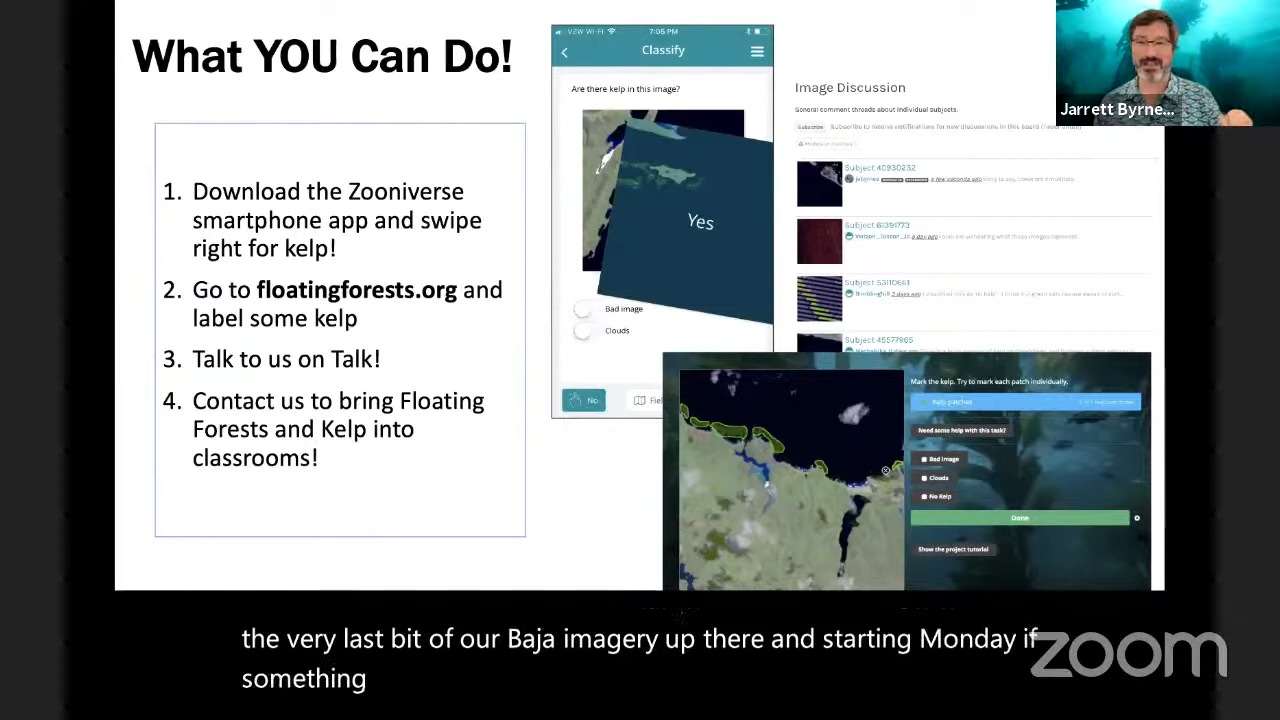 What YOU Can Do!
1. Download the Zooniverse
smartphone app and swipe
right for kelp!
2. Go to floatingforests.org and
label some kelp
3. Talk to us on Talk!
4. Contact us to bring Floating
Forests and Kelp into
classrooms!
7:05 PM
Classify
Are there kelp in this image?
Yes
Bad image
Clouds
No
Image Discussion
General comment threads about individual subjects.
Subject 40930232
Subject 61391773
Subject 53110661
Subject 45577965
Mark the kelp. Try to mark each patch individually.
Kelp patches
Need some help with this task?
Bad Image
Clouds
No Kelp
Done
Show the project tutorial
Jarrett Byrne...
the very last bit of our Baja imagery up there and starting Monday if
something
zoom